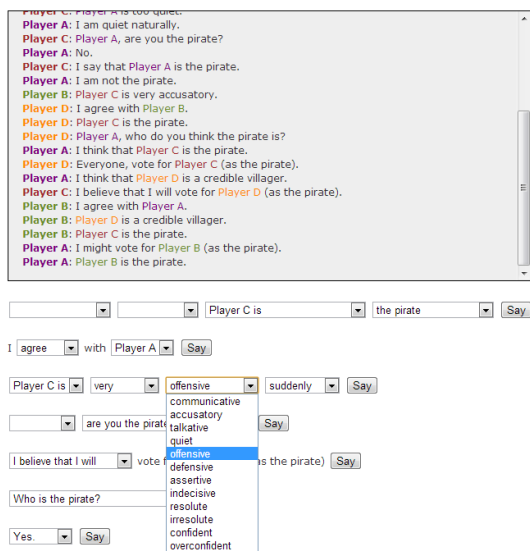 Player C: Player A is too quiet.
Player A: I am quiet naturally.
Player C: Player A, are you the pirate?
Player A: No.
Player C: I say that Player A is the pirate.
Player A: I am not the pirate.
Player B: Player C is very accusatory.
Player D: I agree with Player B.
Player D: Player C is the pirate.
Player D: Player A, who do you think the pirate is?
Player A: I think that Player C is the pirate.
Player D: Everyone, vote for Player C (as the pirate).
Player A: I think that Player D is a credible villager.
Player C: I believe that I will vote for Player D (as the pirate).
Player B: I agree with Player A.
Player B: Player D is a credible villager.
Player B: Player C is the pirate.
Player A: I might vote for Player B (as the pirate).
Player A: Player B is the pirate.
Player C is the pirate Say
I agree with Player A Say
Player C is very offensive suddenly Say
communicative
accusatory
talkative
quiet
offensive
defensive
assertive
indecisive
resolute
irresolute
confident
overconfident
are you the pirate Say
I believe that I will vote as the pirate) Say
Who is the pirate?
Yes. Say